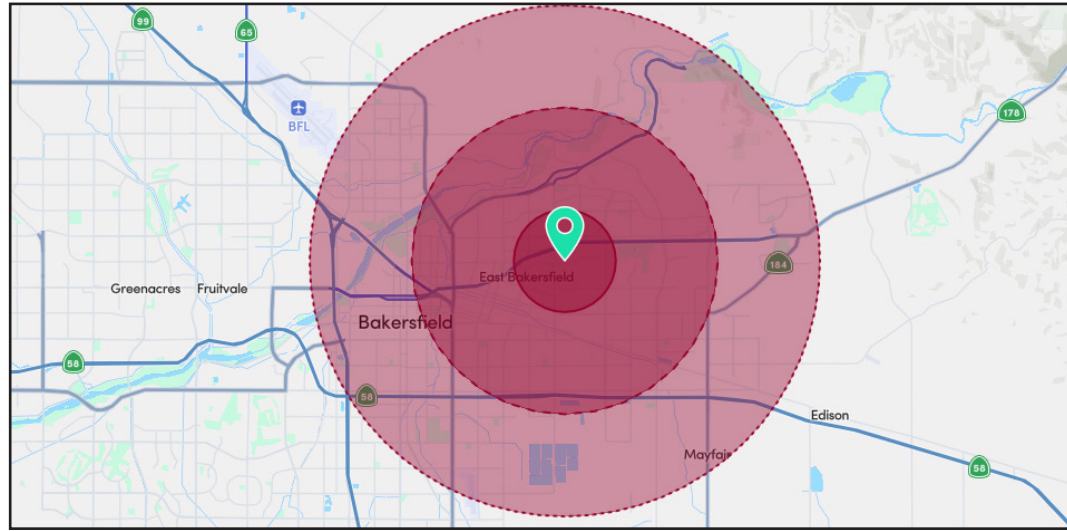 99
65
BFL
178
East Bakersfield
184
Greenacres
Fruitvale
Bakersfield
58
58
Edison
Mayfair
58